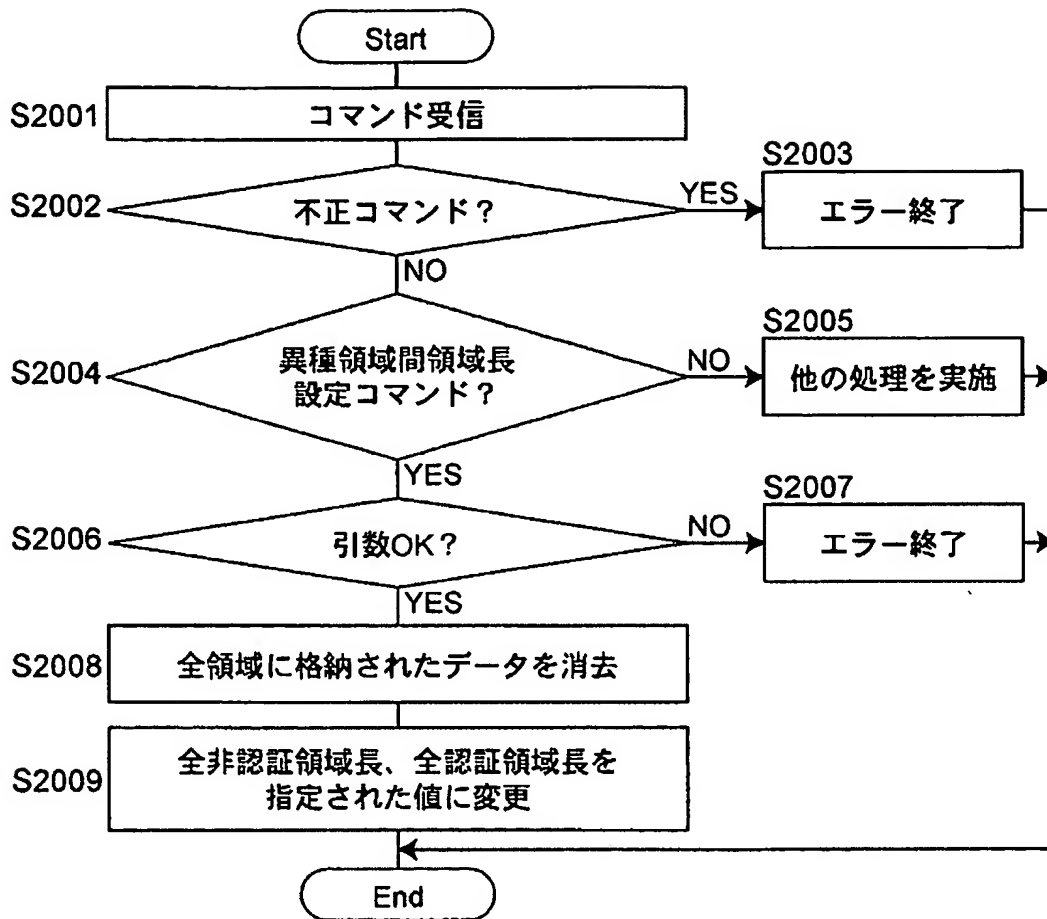 Start
S2001
コマンド受信
S2002
不正コマンド？
YES
S2003
エラー終了
NO
S2004
異種領域間領域長
設定コマンド？
NO
S2005
他の処理を実施
YES
S2006
引数OK？
NO
S2007
エラー終了
YES
S2008
全領域に格納されたデータを消去
S2009
全非認証領域長、全認証領域長を
指定された値に変更
End